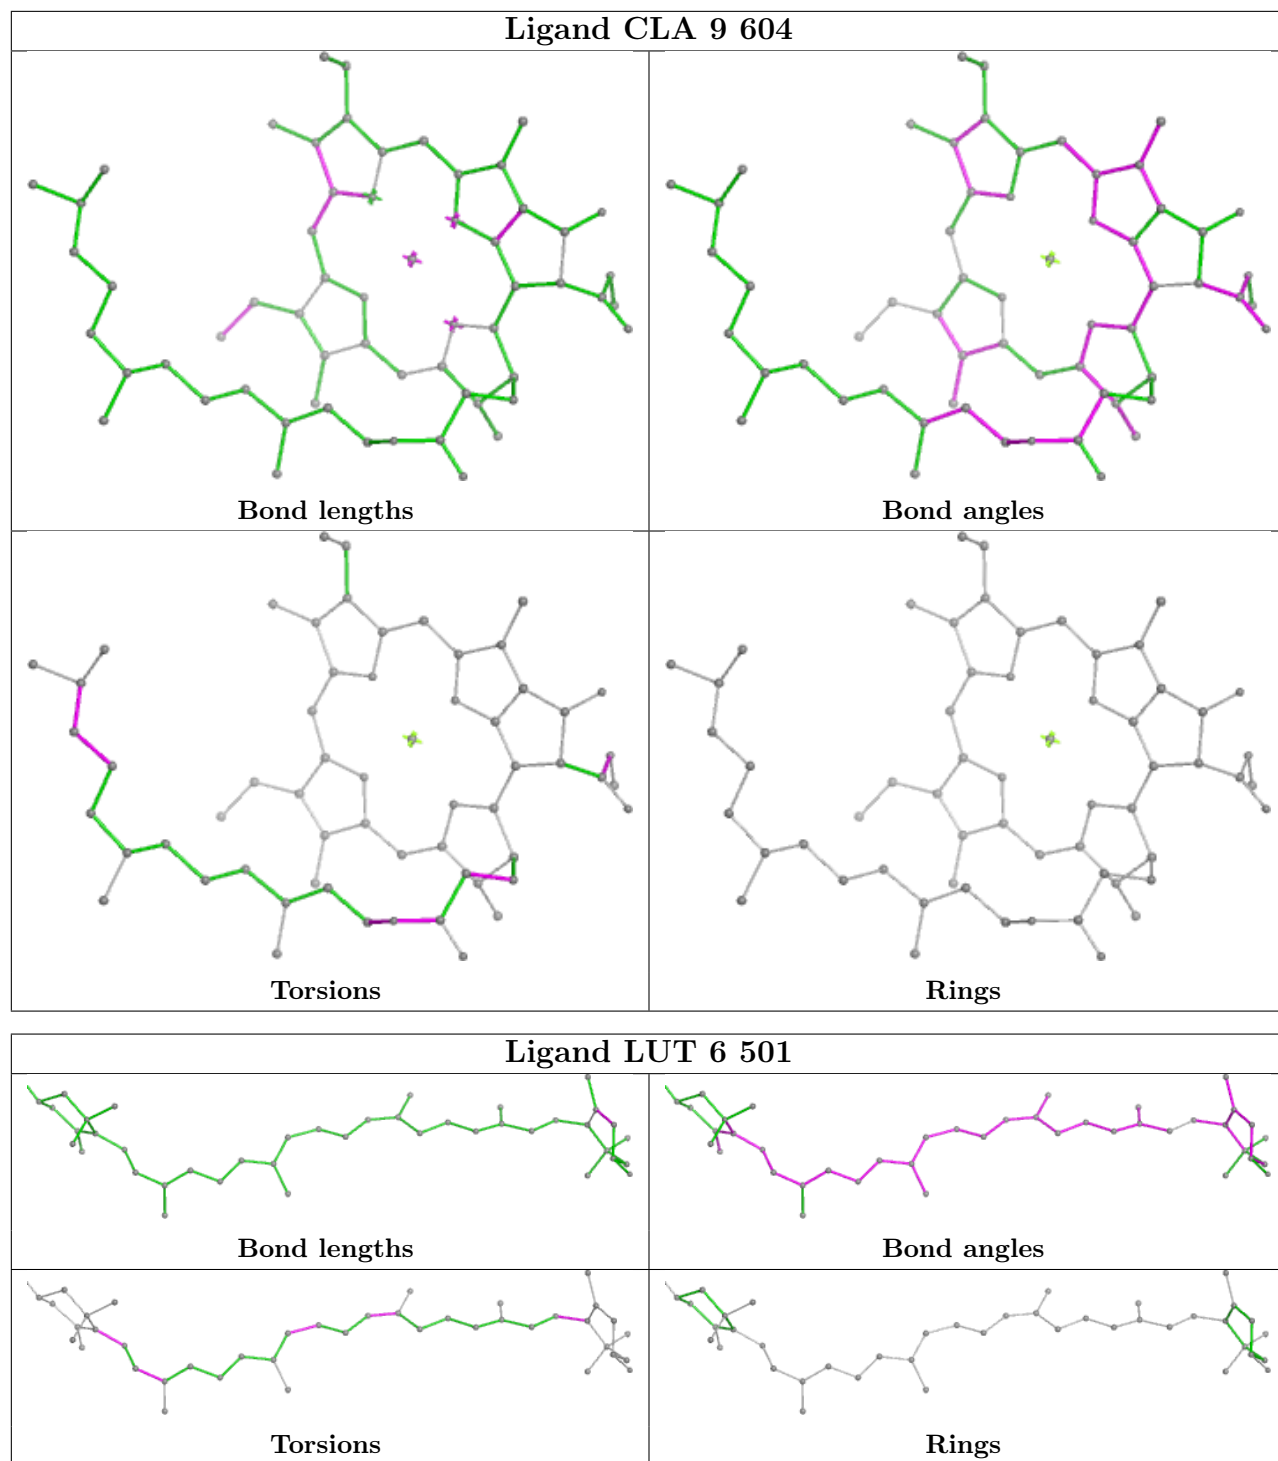 Ligand CLA 9 604
Bond lengths
Bond angles
Torsions
Rings
Ligand LUT 6 501
Bond lengths
Bond angles
Torsions
Rings